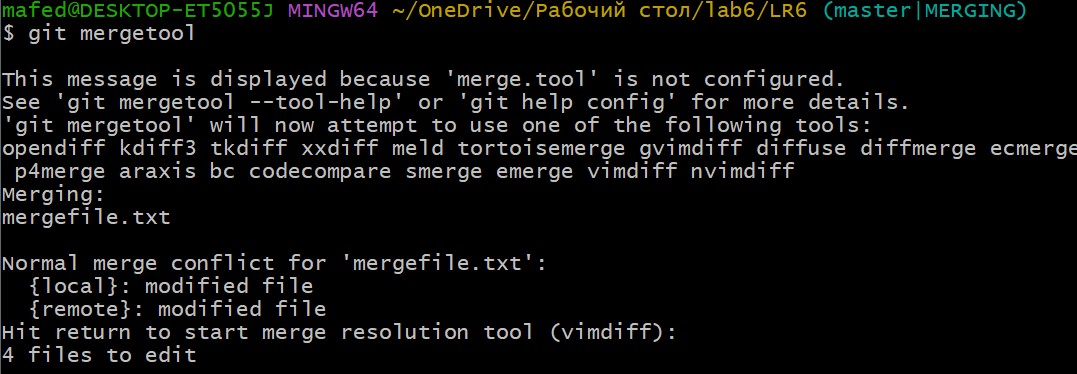 mafed@DESKTOP-ET5055J MINGW64 ~/OneDrive/Рабочий стол/lab6/LR6 (master|MERGING)
$ git mergetool
This message is displayed because 'merge.tool' is not configured.
See 'git mergetool --tool-help' or 'git help config' for more details.
'git mergetool' will now attempt to use one of the following tools:
opendiff kdiff3 tkdiff xxdiff meld tortoisemerge gvimdiff diffuse diffmerge ecmerge
p4merge araxis bc codecompare smerge emerge vimdiff nvimdiff
Merging:
mergefile.txt
Normal merge conflict for 'mergefile.txt':
{local}: modified file
{remote}: modified file
Hit return to start merge resolution tool (vimdiff):
4 files to edit